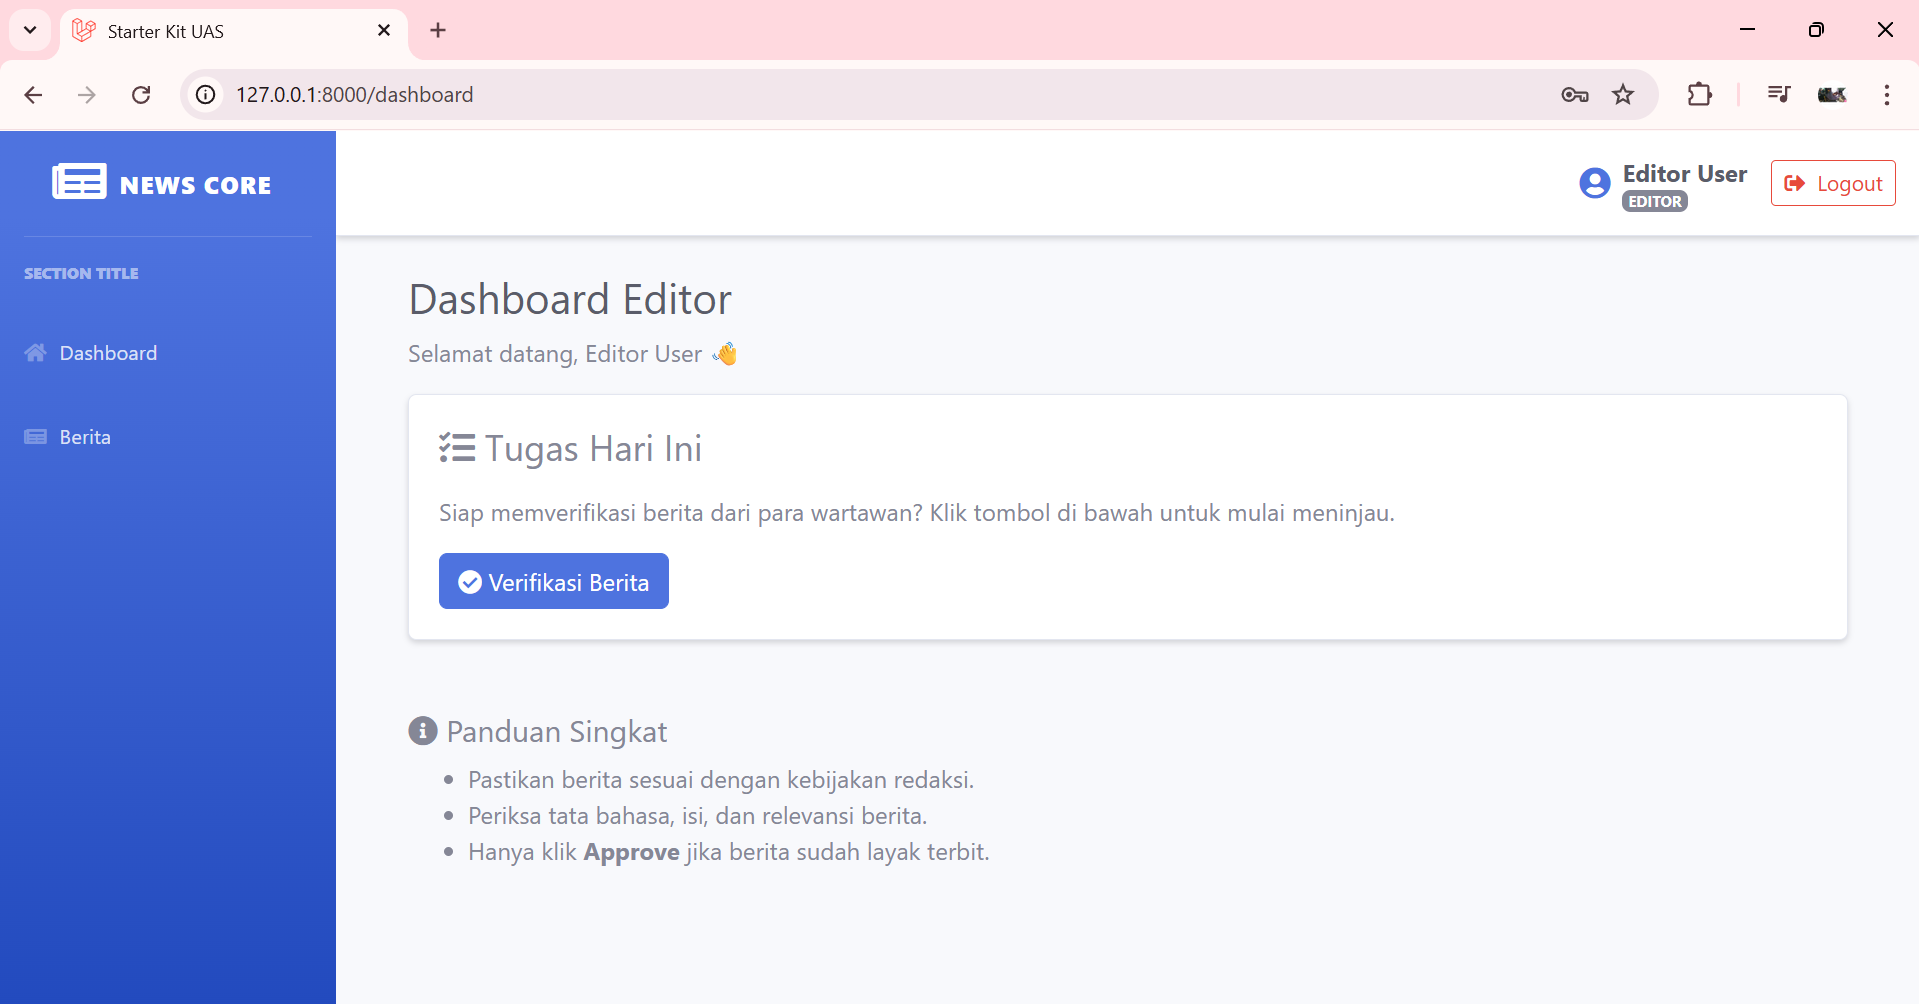 Starter Kit UAS
127.0.0.1:8000/dashboard
NEWS CORE
Editor User
EDITOR
Logout
SECTION TITLE
Dashboard
Berita
Dashboard Editor
Selamat datang, Editor User 👋
Tugas Hari Ini
Siap memverifikasi berita dari para wartawan? Klik tombol di bawah untuk mulai meninjau.
Verifikasi Berita
Panduan Singkat
Pastikan berita sesuai dengan kebijakan redaksi.
Periksa tata bahasa, isi, dan relevansi berita.
Hanya klik Approve jika berita sudah layak terbit.